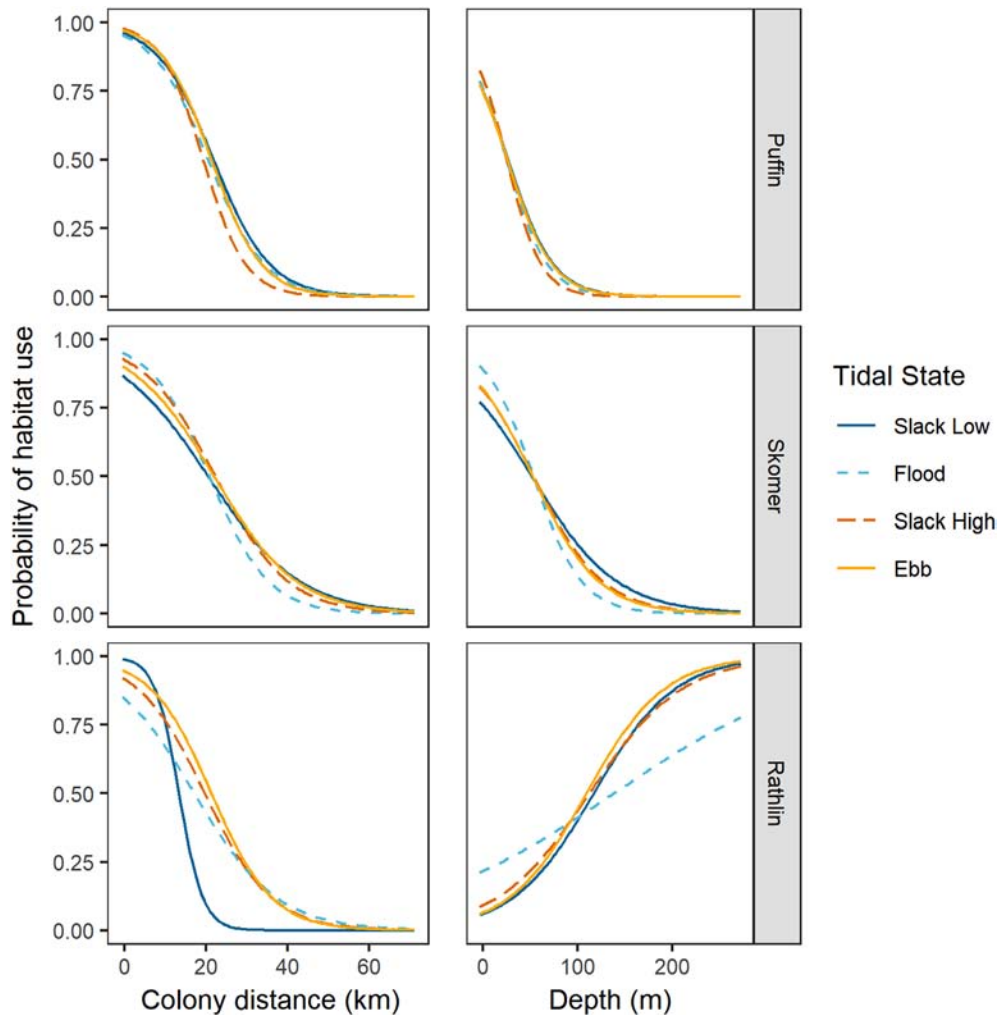 1.00
0.75
0.50
0.25
0.00
Puffin
1.00
0.75
0.50
0.25
0.00
Skomer
1.00
0.75
0.50
0.25
0.00
Rathlin
Probability of habitat use
0 20 40 60
0 100 200
Colony distance (km)
Depth (m)
Tidal State
Slack Low
Flood
Slack High
Ebb